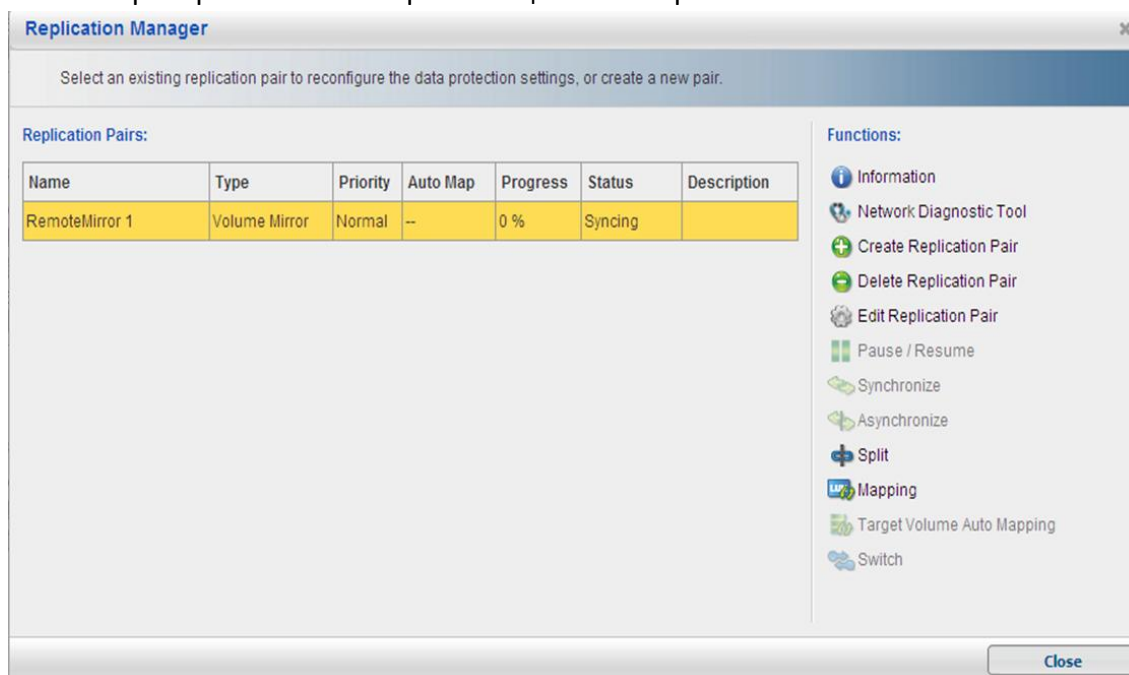 Replication Manager
Select an existing replication pair to reconfigure the data protection settings, or create a new pair.
Replication Pairs:
Name Type Priority Auto Map Progress Status Description
RemoteMirror 1 Volume Mirror Normal -- 0 % Syncing
Functions:
Information
Network Diagnostic Tool
Create Replication Pair
Delete Replication Pair
Edit Replication Pair
Pause / Resume
Synchronize
Asynchronize
Split
Mapping
Target Volume Auto Mapping
Switch
Close